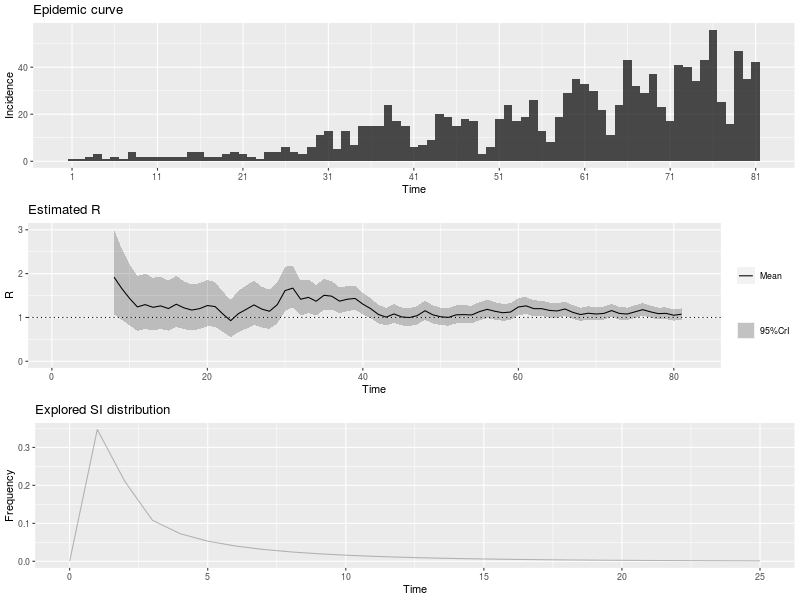 Epidemic curve
Incidence
40
20
0
1 11 21 31 41 51 61 71 81
Time
Estimated R
R
3
2
1
0
0 20 40 60 80
Time
Mean
95%CrI
Explored SI distribution
Frequency
0.3
0.2
0.1
0.0
0 5 10 15 20 25
Time